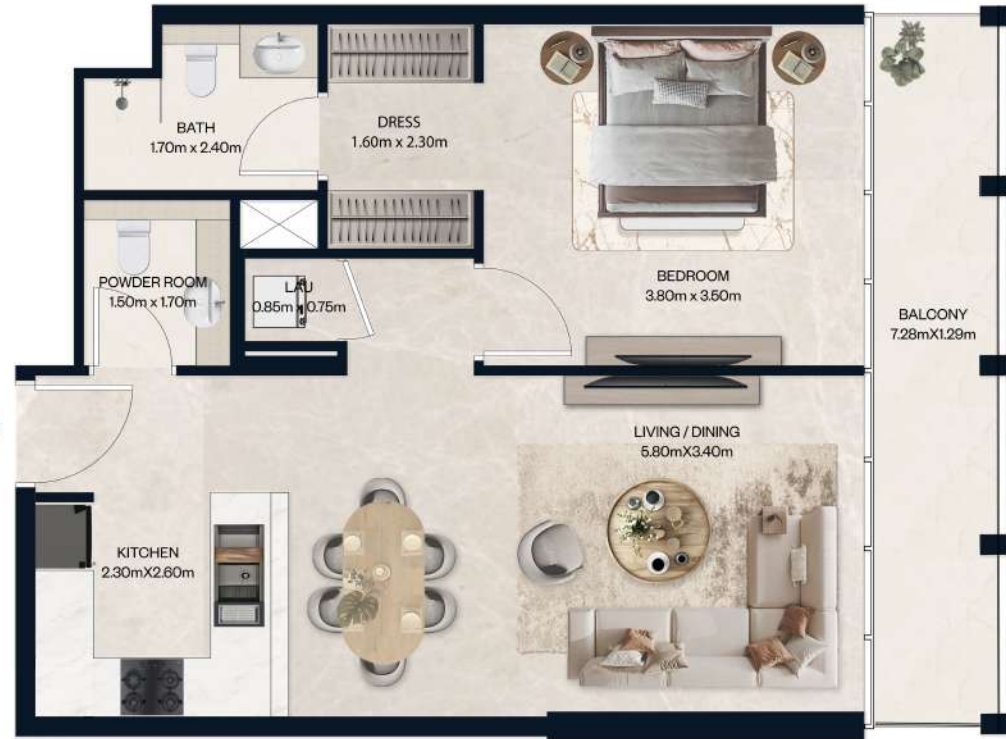 BATH
1.70m x 2.40m
DRESS
1.60m x 2.30m
POWDER ROOM
1.50m x 1.70m
LAU
0.85m x 0.75m
BEDROOM
3.80m x 3.50m
BALCONY
7.28mX1.29m
LIVING / DINING
5.80mX3.40m
KITCHEN
2.30mX2.60m